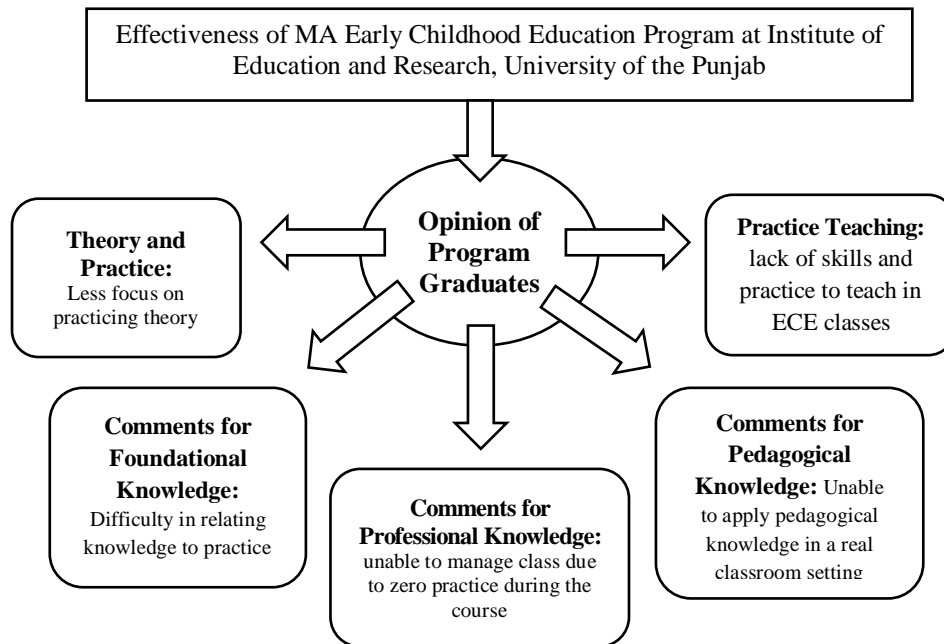 Effectiveness of MA Early Childhood Education Program at Institute of
Education and Research, University of the Punjab
Opinion of
Program
Graduates
Theory and
Practice:
Less focus on
practicing theory
Practice Teaching:
lack of skills and
practice to teach in
ECE classes
Comments for
Foundational
Knowledge:
Difficulty in relating
knowledge to practice
Comments for
Professional Knowledge:
unable to manage class due
to zero practice during the
course
Comments for
Pedagogical
Knowledge: Unable
to apply pedagogical
knowledge in a real
classroom setting